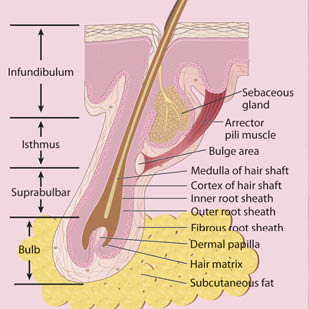 Infundibulum
Isthmus
Suprabulbar
Bulb
Sebaceous
gland
Arrector
pili muscle
Bulge area
Medulla of hair shaft
Cortex of hair shaft
Inner root sheath
Outer root sheath
Fibrous root sheath
Dermal papilla
Hair matrix
Subcutaneous fat